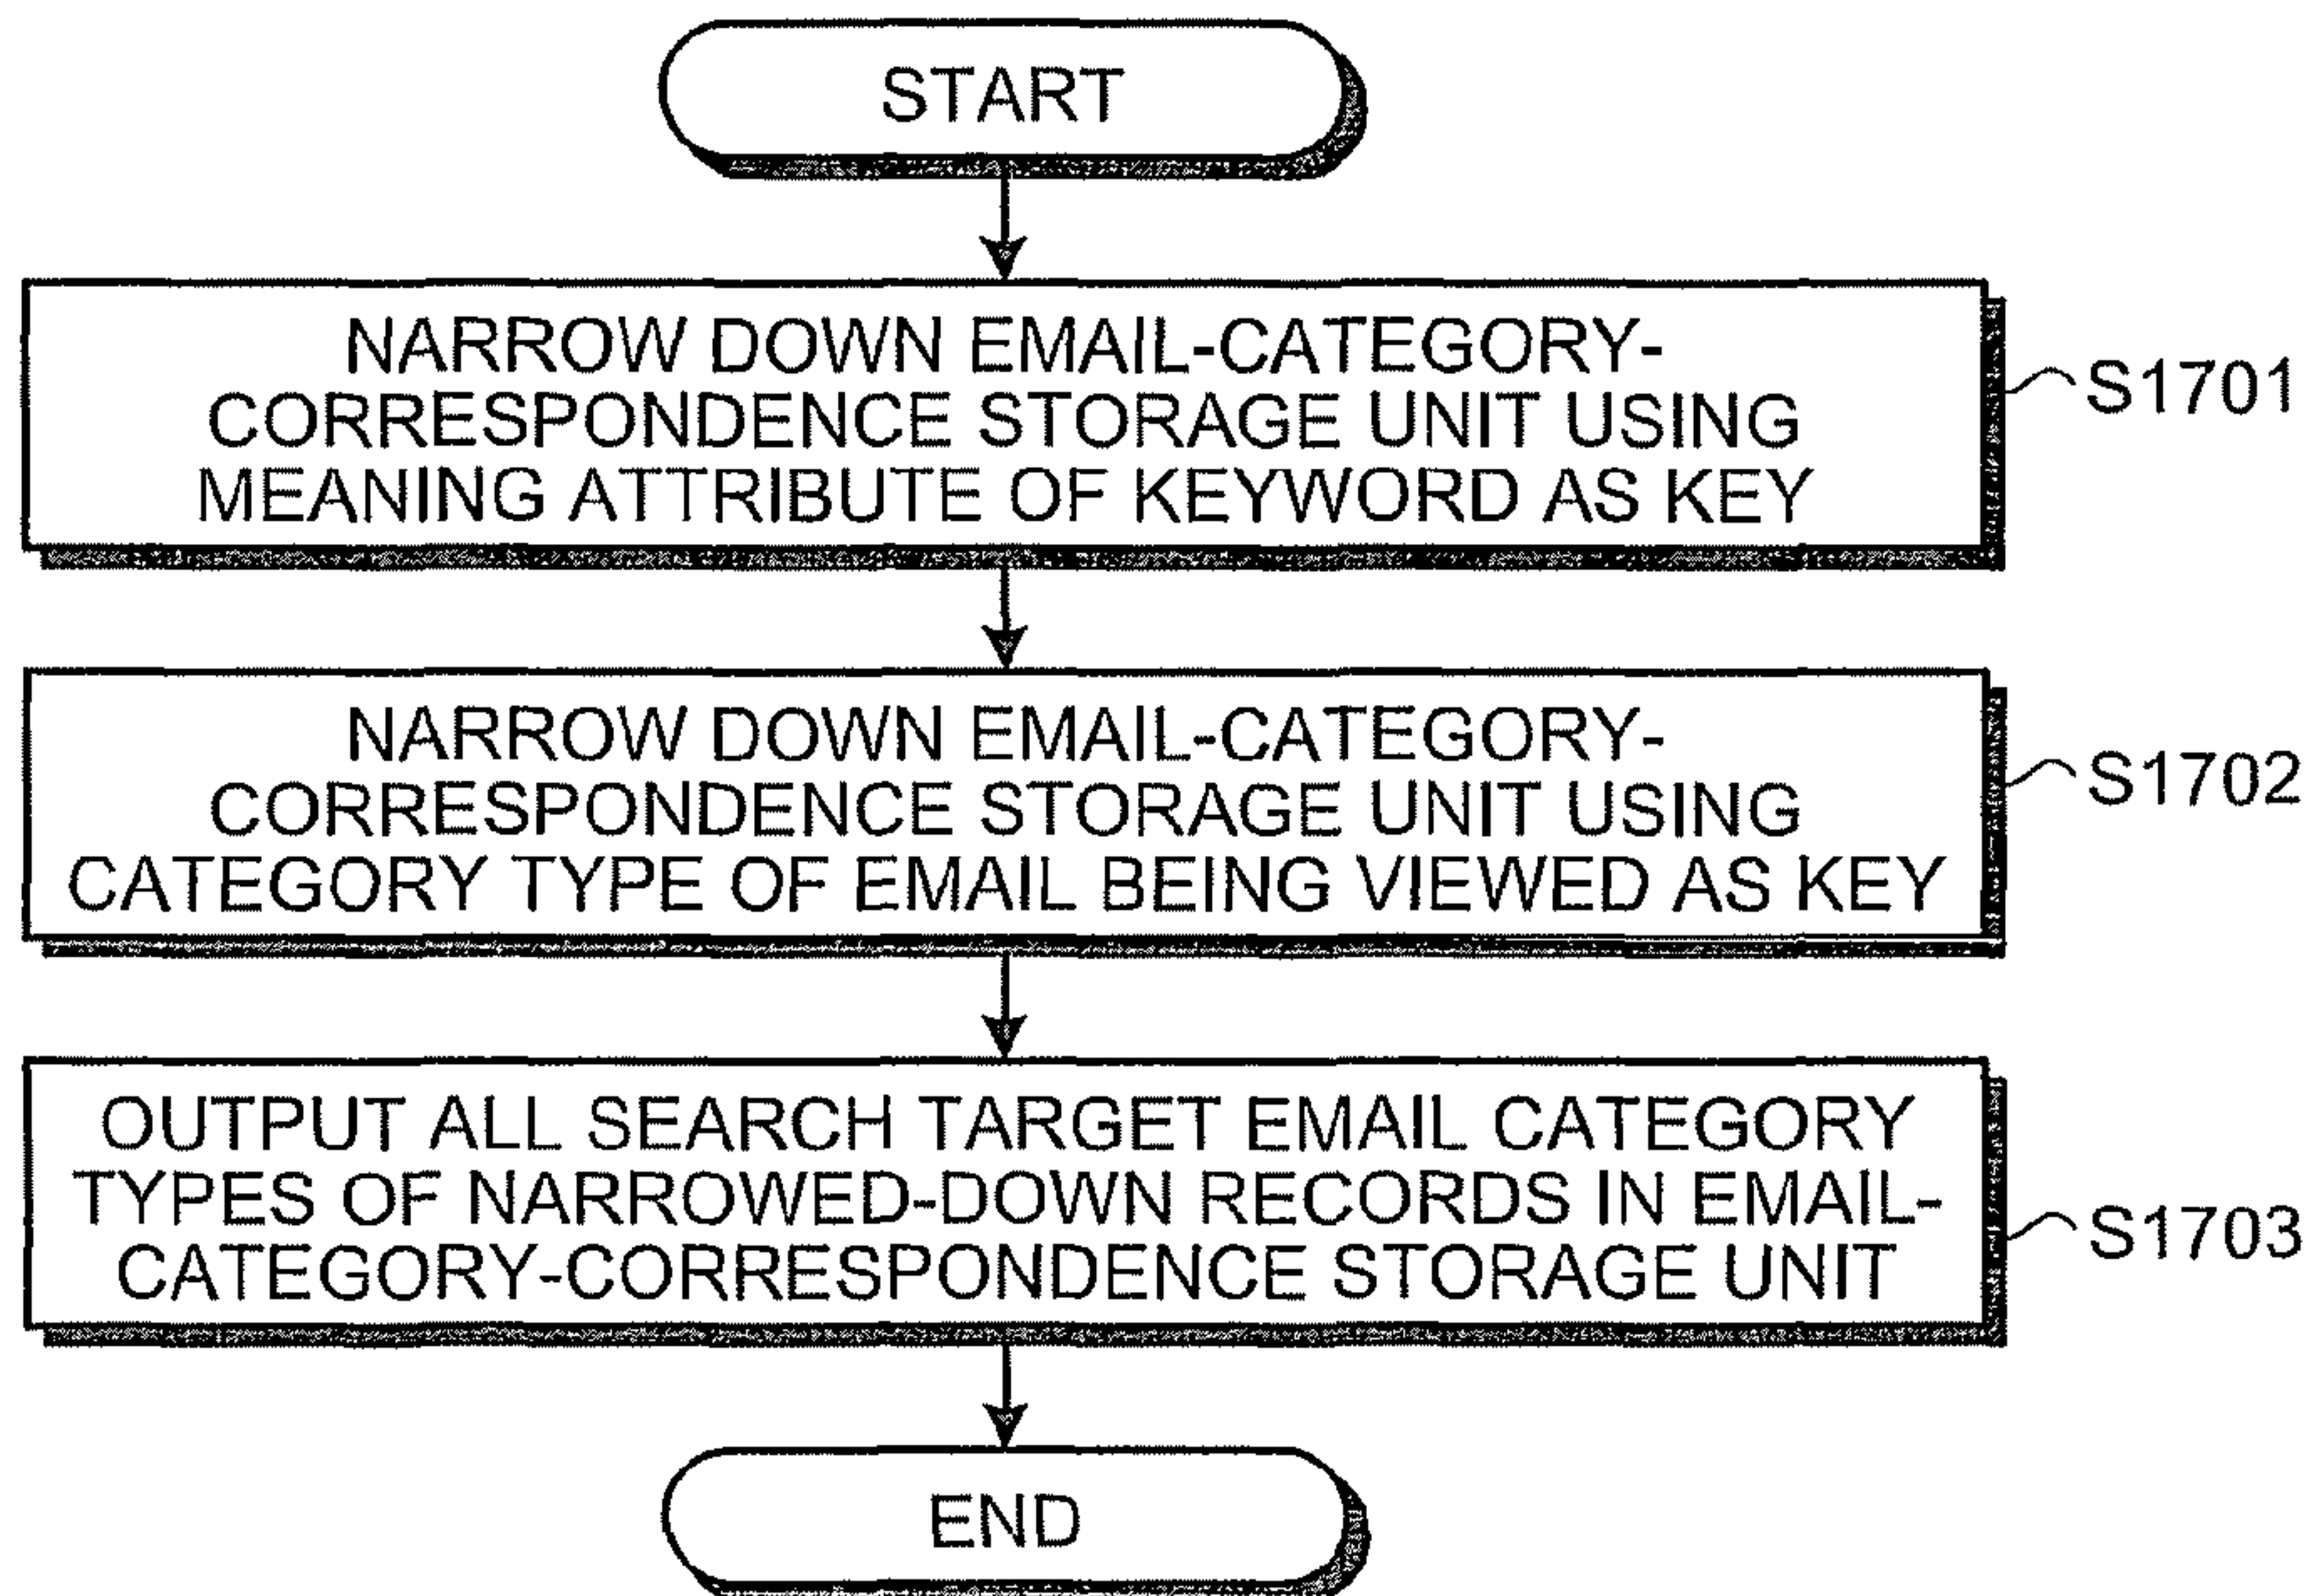 START
NARROW DOWN EMAIL-CATEGORY-
CORRESPONDENCE STORAGE UNIT USING
MEANING ATTRIBUTE OF KEYWORD AS KEY
S1701
NARROW DOWN EMAIL-CATEGORY-
CORRESPONDENCE STORAGE UNIT USING
CATEGORY TYPE OF EMAIL BEING VIEWED AS KEY
S1702
OUTPUT ALL SEARCH TARGET EMAIL CATEGORY
TYPES OF NARROWED-DOWN RECORDS IN EMAIL-
CATEGORY-CORRESPONDENCE STORAGE UNIT
S1703
END